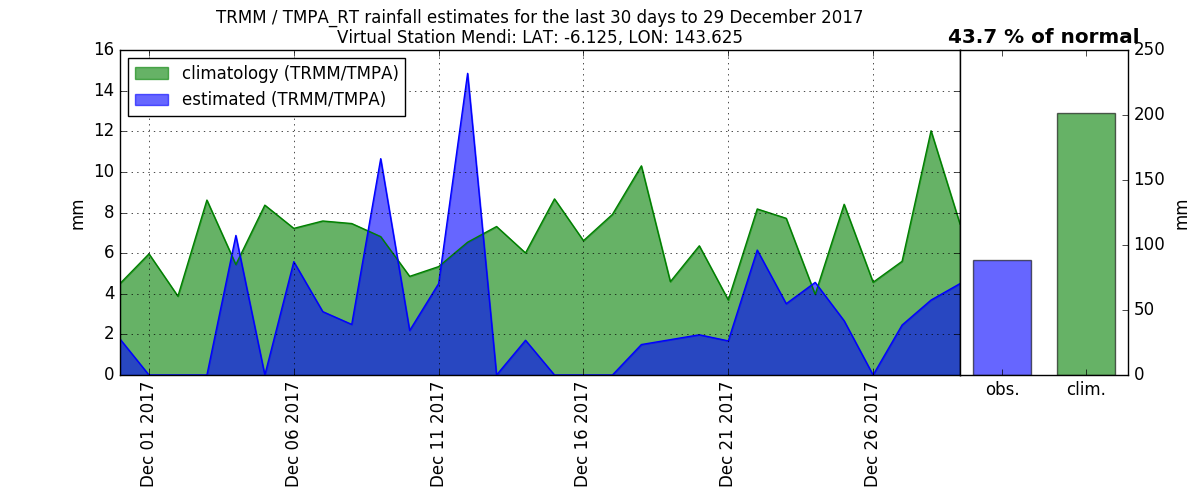 TRMM / TMPA_RT rainfall estimates for the last 30 days to 29 December 2017
Virtual Station Mendi: LAT: -6.125, LON: 143.625
43.7 % of normal
climatology (TRMM/TMPA)
estimated (TRMM/TMPA)
16
14
12
10
8
6
4
2
0
mm
Dec 01 2017
Dec 06 2017
Dec 11 2017
Dec 16 2017
Dec 21 2017
Dec 26 2017
250
200
150
100
50
0
mm
obs.
clim.